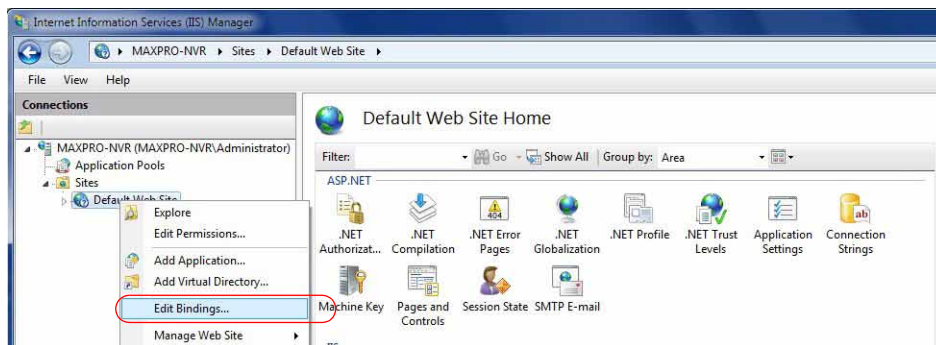 Internet Information Services (IIS) Manager
MAXPRO-NVR Sites Default Web Site
File View Help
Connections
MAXPRO-NVR (MAXPRO-NVR\Administrator)
Application Pools
Sites
Default Web Site
Explore
Edit Permissions...
Add Application...
Add Virtual Directory...
Edit Bindings...
Manage Web Site
Default Web Site Home
Filter: Go Show All Group by: Area
ASP.NET
.NET Authorizat...
.NET Compilation
.NET Error Pages
.NET Globalization
.NET Profile
.NET Trust Levels
Application Settings
Connection Strings
Machine Key
Pages and Controls
Session State
SMTP E-mail